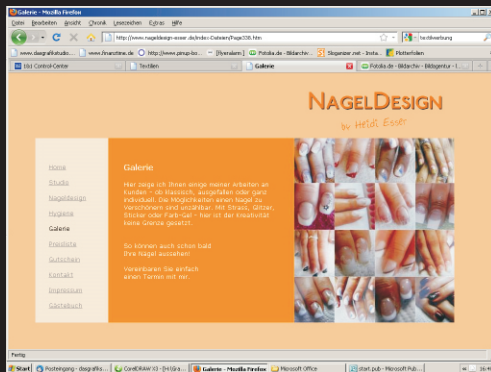 Galerie - Mozilla Firefox
Datei Bearbeiten Ansicht Chronik Lesezeichen Extras Hilfe
http://www.nageldesign-esser.de/index-Dateien/Page338.htm
textilwerbung
www.dasgrafikstudio... www.finanztime.de http://www.pinup-bo... [flyeralarm] Fotolia.de - Bildarchiv... Sloganizer.net - Insta... Plotterfolien
1&1 Control-Center Textilien Galerie Fotolia.de - Bildarchiv - Bildagentur - l...
NAGELDESIGN
by Heidi Esser
Home
Studio
Nageldesign
Hygiene
Galerie
Preisliste
Gutschein
Kontakt
Impressum
Gästebuch
Galerie
Hier zeige ich Ihnen einige meiner Arbeiten an
Kunden - ob klassisch, ausgefallen oder ganz
individuell. Die Möglichkeiten einen Nagel zu
Verschönern sind unzählbar. Mit Strass, Glitzer,
Sticker oder Farb-Gel - hier ist der Kreativität
keine Grenze gesetzt.
So können auch schon bald
Ihre Nägel aussehen!
Vereinbaren Sie einfach
einen Termin mit mir.
Fertig
Start Posteingang - dasgrafiks... CorelDRAW X3 - [H:\Gra... Galerie - Mozilla Firefox Microsoft Office start.pub - Microsoft Pub...